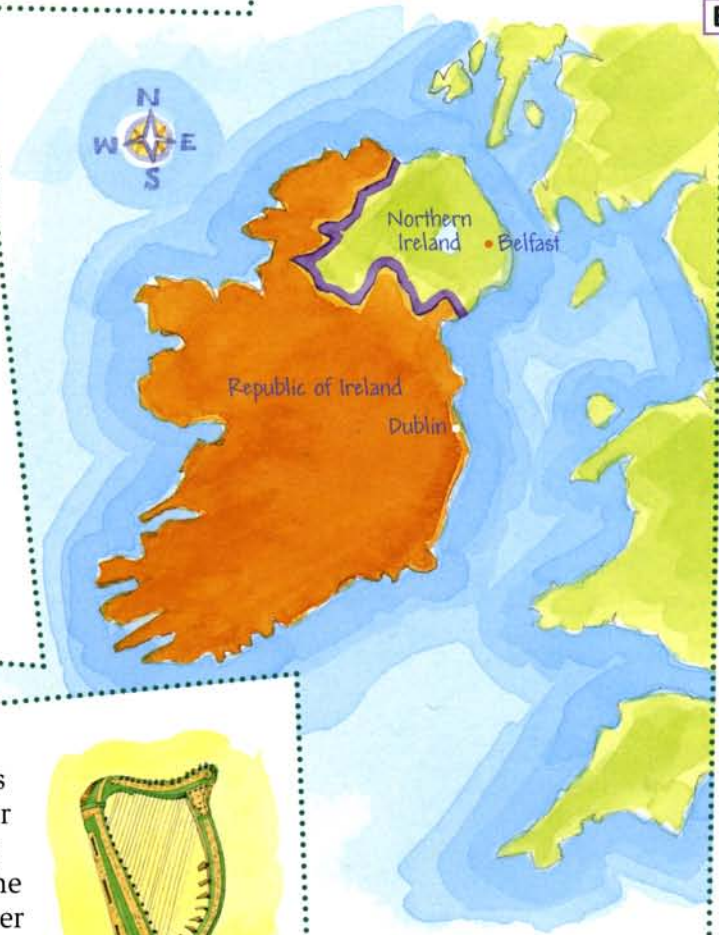 N
W E
S
Northern
Ireland
Belfast
Republic of Ireland
Dublin